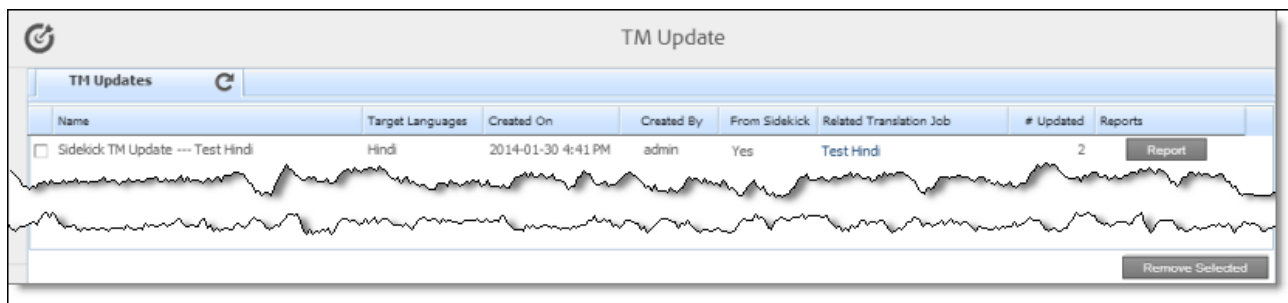 TM Update
TM Updates
Name Target Languages Created On Created By From Sidekick Related Translation Job # Updated Reports
Sidekick TM Update --- Test Hindi Hindi 2014-01-30 4:41 PM admin Yes Test Hindi 2 Report
Remove Selected